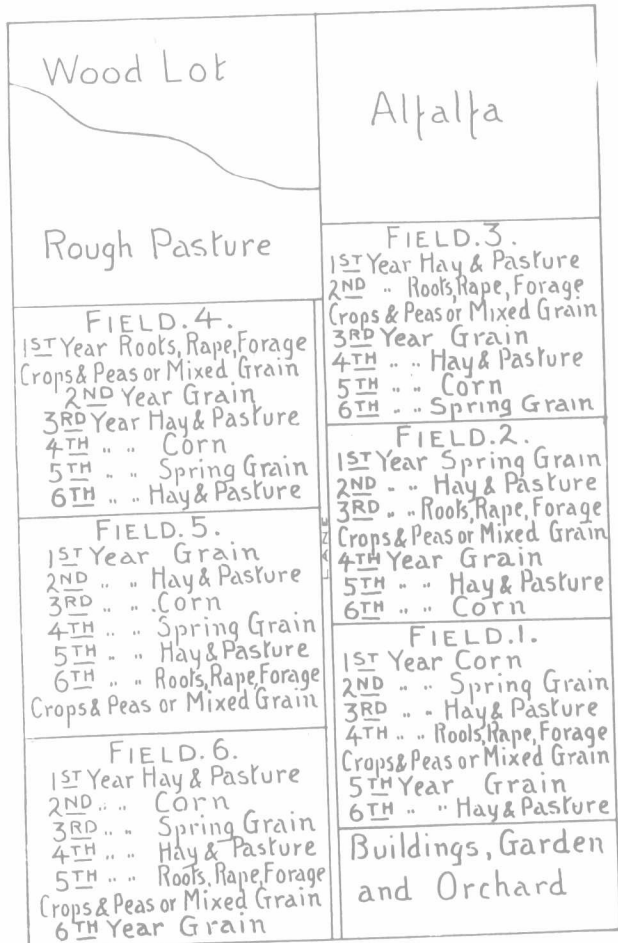 Wood Lot
Rough Pasture
FIELD.4.
1ST Year Roots, Rape, Forage
Crops & Peas or Mixed Grain
2ND Year Grain
3RD Year Hay & Pasture
4TH " " Corn
5TH " " Spring Grain
6TH " " Hay & Pasture
FIELD.5.
1ST Year Grain
2ND " " Hay & Pasture
3RD " " Corn
4TH " " Spring Grain
5TH " " Hay & Pasture
6TH " " Roots, Rape, Forage
Crops & Peas or Mixed Grain
FIELD.6.
1ST Year Hay & Pasture
2ND " " Corn
3RD " " Spring Grain
4TH " " Hay & Pasture
5TH " " Roots, Rape, Forage
Crops & Peas or Mixed Grain
6TH Year Grain
LANE
Alfalfa
FIELD.3.
1ST Year Hay & Pasture
2ND " Roots, Rape, Forage
Crops & Peas or Mixed Grain
3RD Year Grain
4TH " " Hay & Pasture
5TH " " Corn
6TH " " Spring Grain
FIELD.2.
1ST Year Spring Grain
2ND " " Hay & Pasture
3RD " " Roots, Rape, Forage
Crops & Peas or Mixed Grain
4TH Year Grain
5TH " " Hay & Pasture
6TH " " Corn
FIELD.1.
1ST Year Corn
2ND " " Spring Grain
3RD " " Hay & Pasture
4TH " " Roots, Rape, Forage
Crops & Peas or Mixed Grain
5TH Year Grain
6TH " " Hay & Pasture
Buildings, Garden
and Orchard